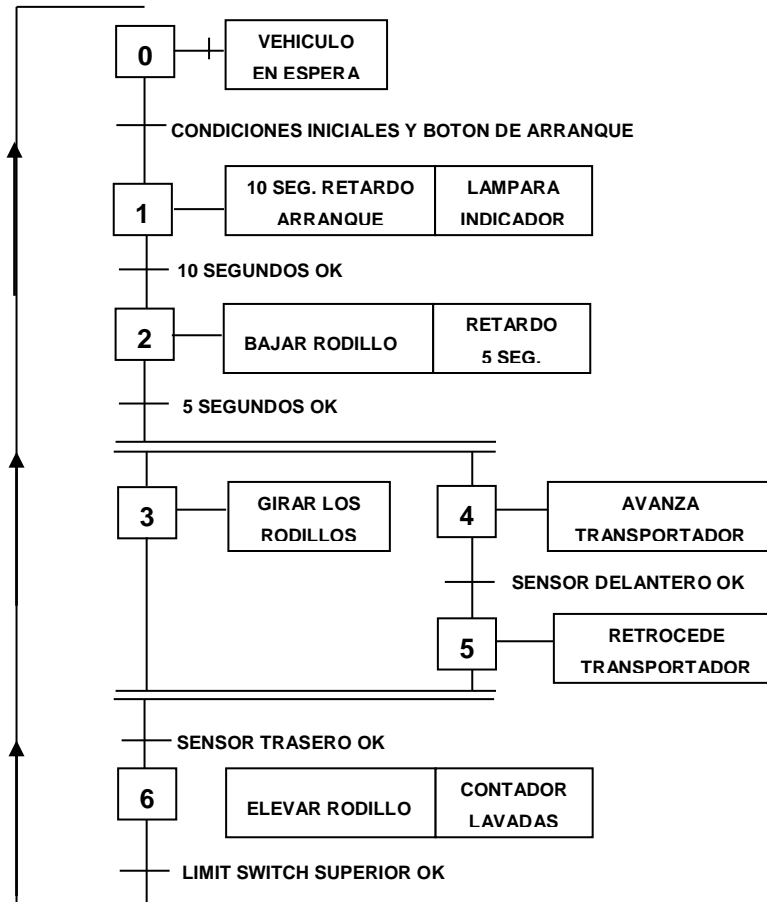 0
VEHICULO
EN ESPERA
CONDICIONES INICIALES Y BOTON DE ARRANQUE
1
10 SEG. RETARDO
ARRANQUE
LAMPARA
INDICADOR
10 SEGUNDOS OK
2
BAJAR RODILLO
RETARDO
5 SEG.
5 SEGUNDOS OK
3
GIRAR LOS
RODILLOS
4
AVANZA
TRANSPORTADOR
SENSOR DELANTERO OK
5
RETROCEDE
TRANSPORTADOR
SENSOR TRASERO OK
6
ELEVAR RODILLO
CONTADOR
LAVADAS
LIMIT SWITCH SUPERIOR OK